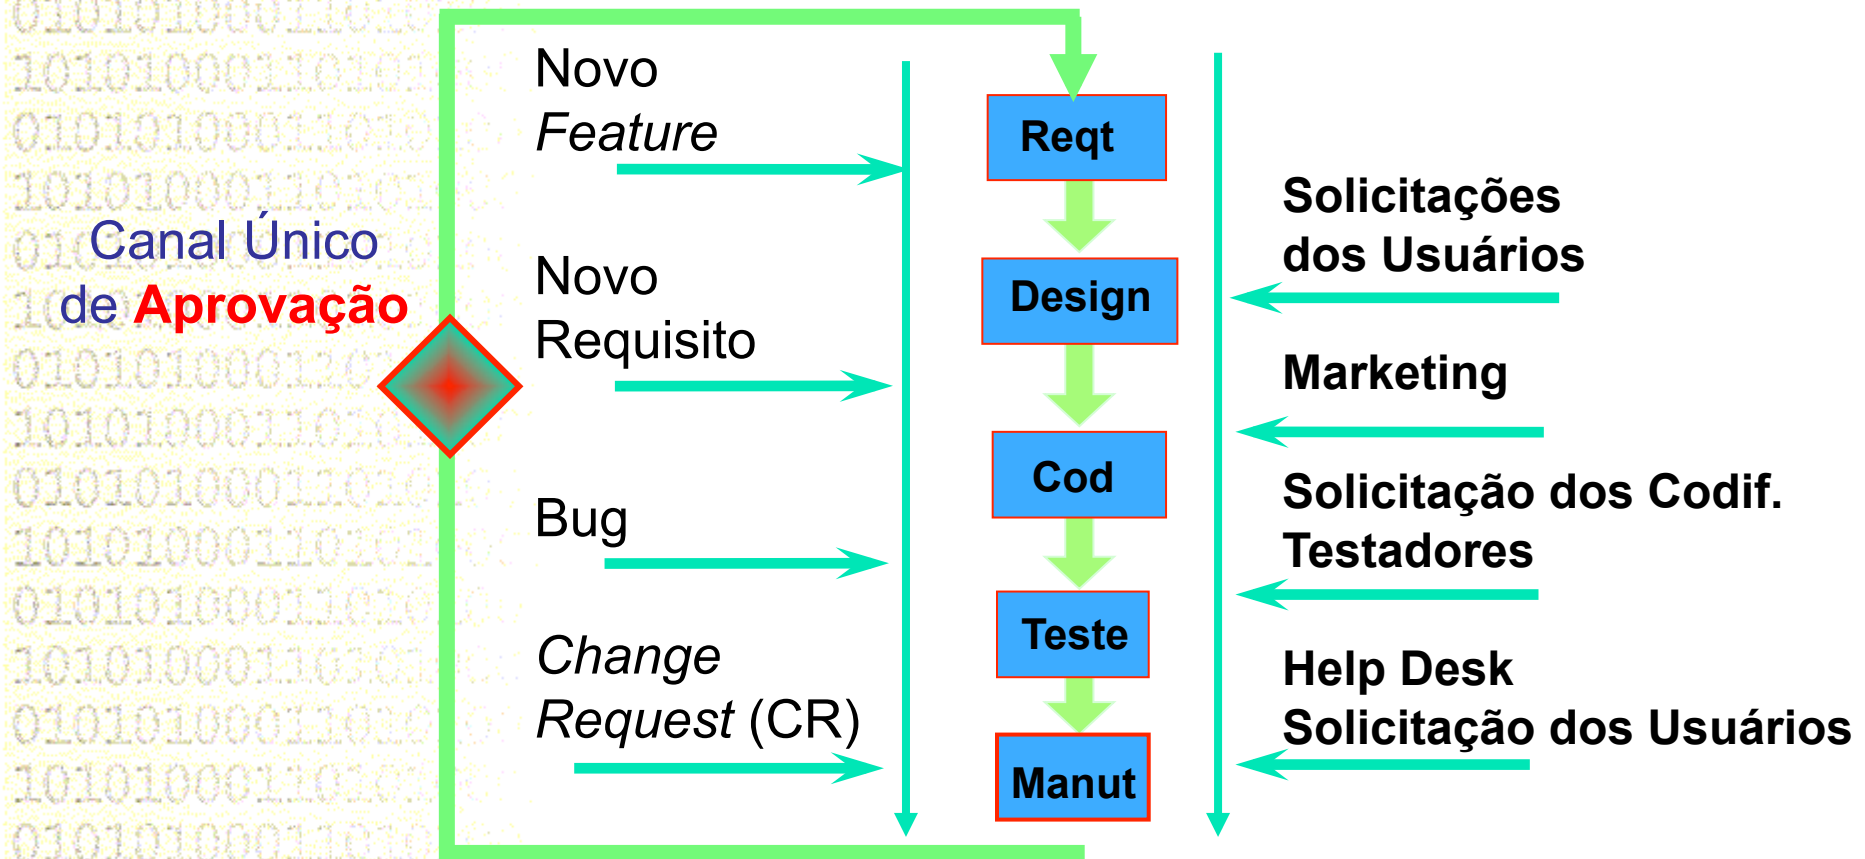 Canal Único
de Aprovação
Novo
Feature
Novo
Requisito
Bug
Change
Request (CR)
Reqt
Design
Cod
Teste
Manut
Solicitações
dos Usuários
Marketing
Solicitação dos Codif.
Testadores
Help Desk
Solicitação dos Usuários